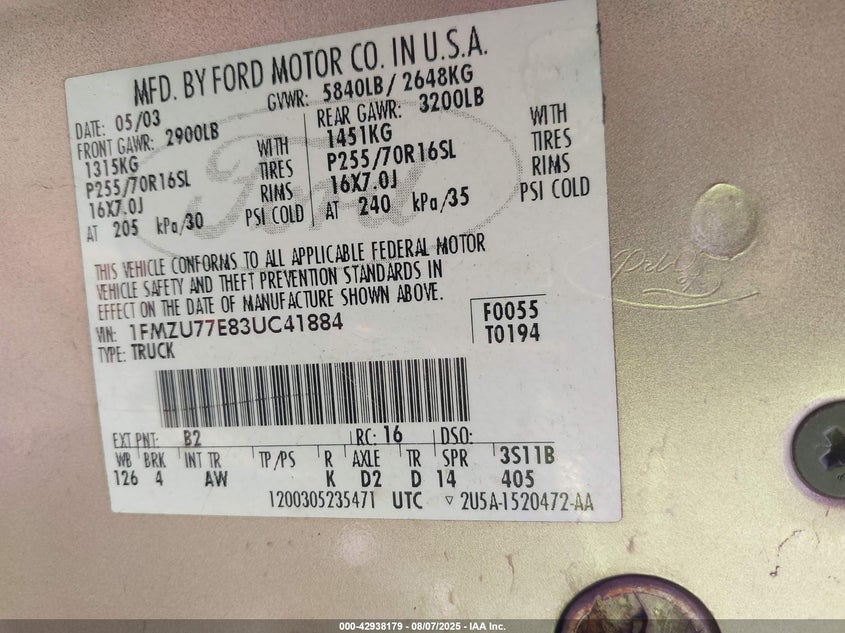 MFD. BY FORD MOTOR CO. IN U.S.A.
DATE: 05/03 GVWR: 5840LB/ 2648KG
FRONT GAWR: 2900LB REAR GAWR: 3200LB
1315KG WITH 1451KG WITH
P255/70R16SL TIRES P255/70R16SL TIRES
16X7.0J RIMS 16X7.0J RIMS
AT 205 kPa/30 PSI COLD AT 240 kPa/35 PSI COLD
Ford
THIS VEHICLE CONFORMS TO ALL APPLICABLE FEDERAL MOTOR
VEHICLE SAFETY AND THEFT PREVENTION STANDARDS IN
EFFECT ON THE DATE OF MANUFACTURE SHOWN ABOVE.
VIN: 1FMZU77E83UC41884 F0055
TYPE: TRUCK T0194
EXT PNT: B2 RC: 16 DSO:
WB BRK INT TR TP/PS R AXLE TR SPR 3S11B
126 4 AW K D2 D 14 405
1200305235471 UTC ▽ 2U5A-1520472-AA
000-42938179 - 08/07/2025 - IAA Inc.